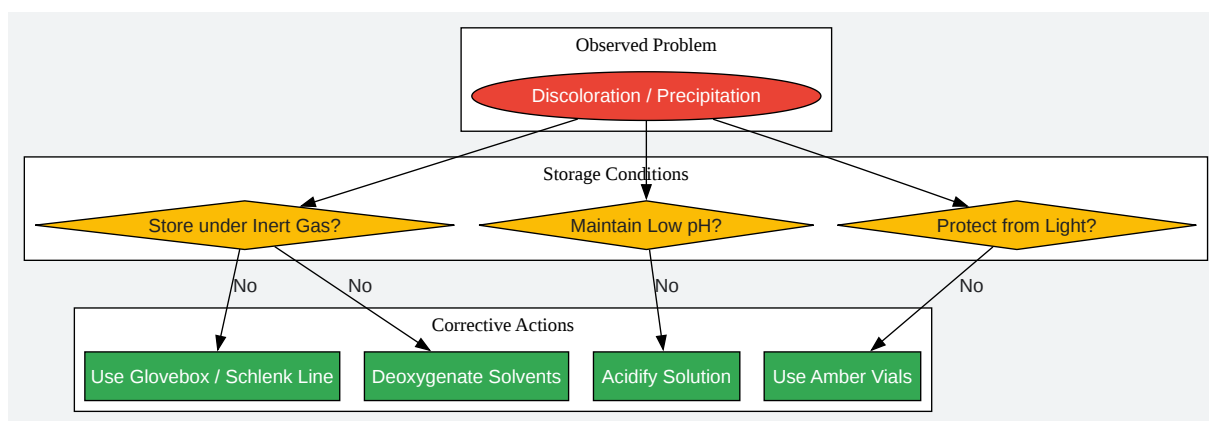 Observed Problem
Discoloration / Precipitation
Storage Conditions
Store under Inert Gas?
Maintain Low pH?
Protect from Light?
No
No
No
No
Corrective Actions
Use Glovebox / Schlenk Line
Deoxygenate Solvents
Acidify Solution
Use Amber Vials